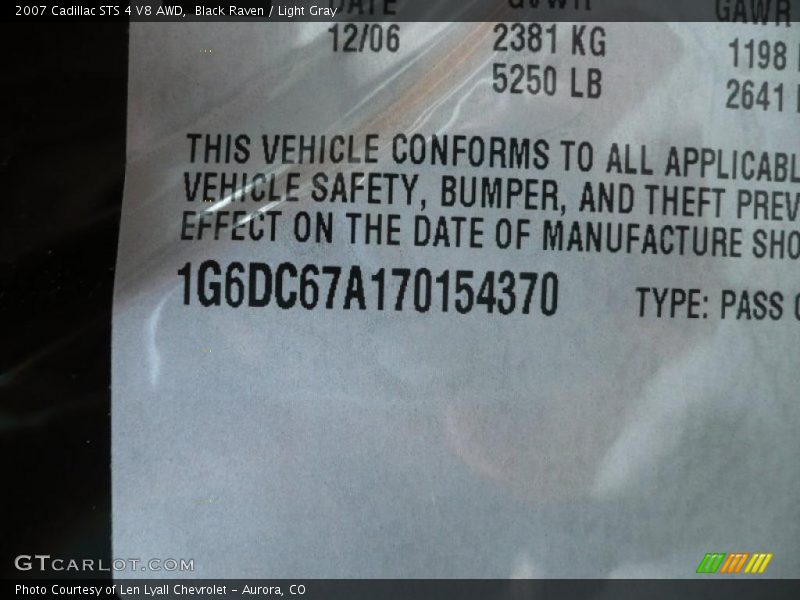 2007 Cadillac STS 4 V8 AWD, Black Raven / Light Gray
DATE GVWR GAWR
12/06 2381 KG 1198
5250 LB 2641
THIS VEHICLE CONFORMS TO ALL APPLICABL
VEHICLE SAFETY, BUMPER, AND THEFT PREV
EFFECT ON THE DATE OF MANUFACTURE SHO
1G6DC67A170154370 TYPE: PASS
GTCARLOT.COM
Photo Courtesy of Len Lyall Chevrolet - Aurora, CO